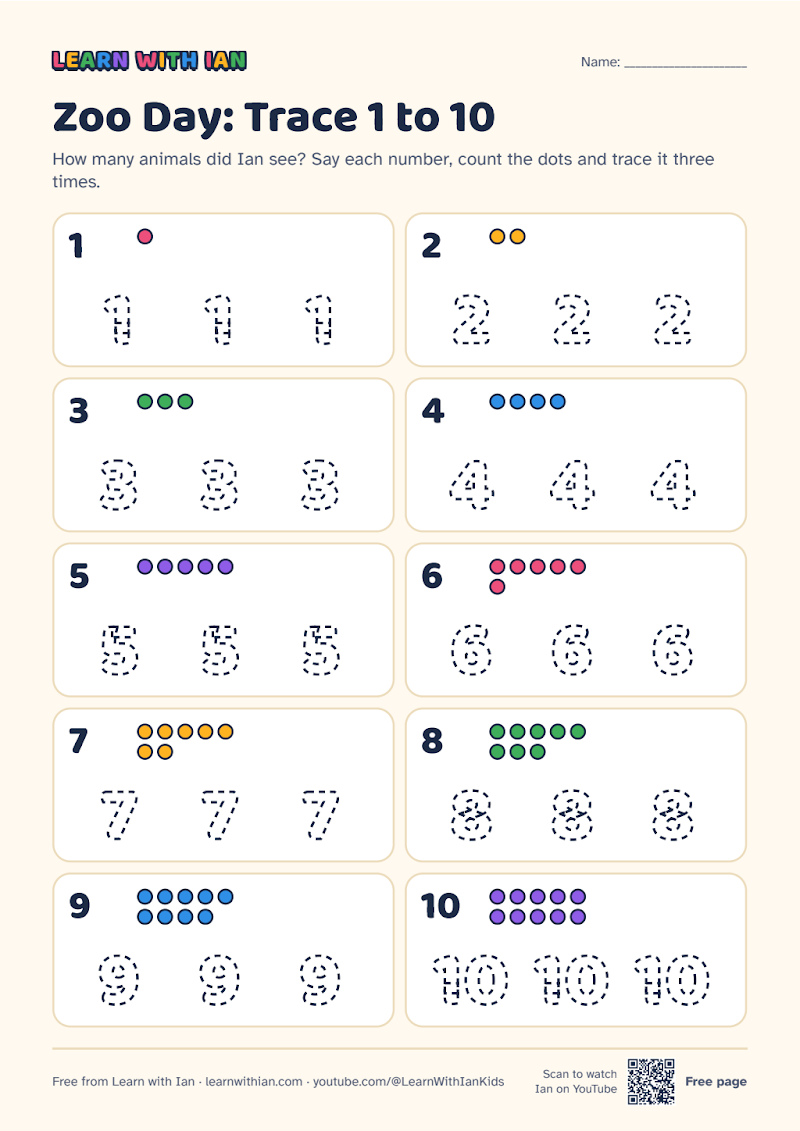 LEARN WITH IAN
Name: ____________________
Zoo Day: Trace 1 to 10
How many animals did Ian see? Say each number, count the dots and trace it three
times.
1
1 1 1
2
2 2 2
3
3 3 3
4
4 4 4
5
5 5 5
6
6 6 6
7
7 7 7
8
8 8 8
9
9 9 9
10
10 10 10
Free from Learn with Ian · learnwithian.com · youtube.com/@LearnWithIanKids
Scan to watch
Ian on YouTube
Free page